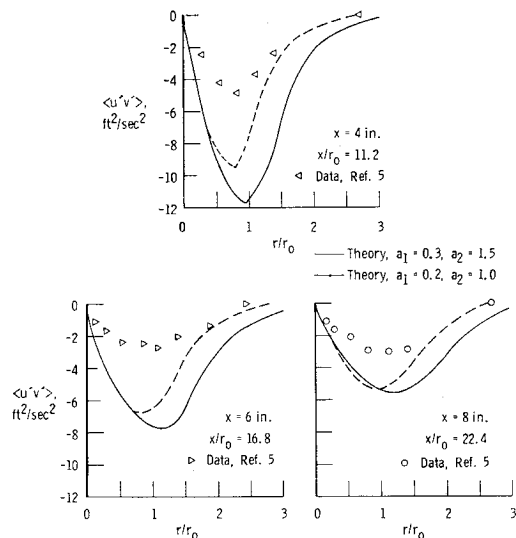 -0
-2
-4
<u'v'>,
ft²/sec² -6
-8
-10
-12
0 1 2 3
r/r₀
x = 4 in.
x/r₀ = 11.2
◁ Data, Ref. 5
Theory, a₁ = 0.3, a₂ = 1.5
Theory, a₁ = 0.2, a₂ = 1.0
-0
-2
-4
<u'v'>,
ft²/sec² -6
-8
-10
-12
0 1 2 3
r/r₀
x = 6 in.
x/r₀ = 16.8
▷ Data, Ref. 5
0 1 2 3
r/r₀
x = 8 in.
x/r₀ = 22.4
○ Data, Ref. 5